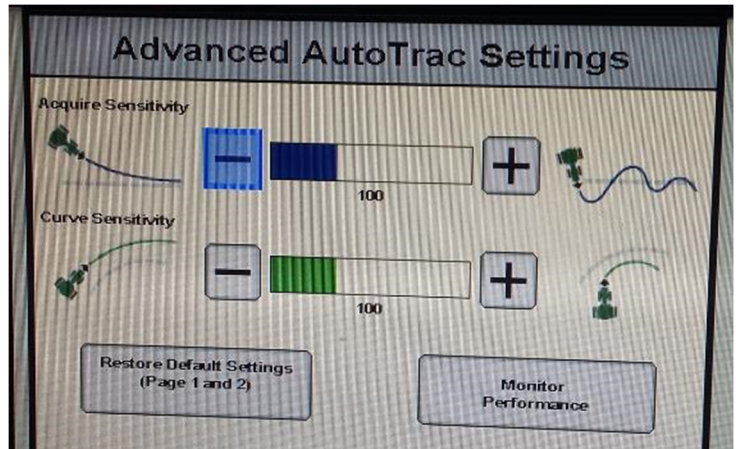 Advanced AutoTrac Settings
Acquire Sensitivity
100
Curve Sensitivity
100
Restore Default Settings
(Page 1 and 2)
Monitor
Performance